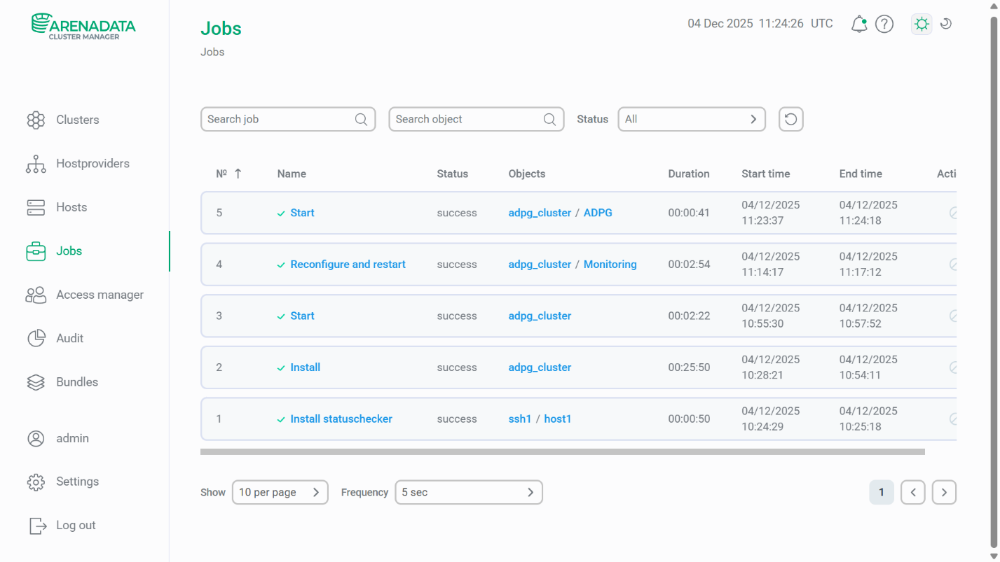 ARENADATA
CLUSTER MANAGER
Clusters
Hostproviders
Hosts
Jobs
Access manager
Audit
Bundles
admin
Settings
Log out
Jobs
04 Dec 2025 11:24:26 UTC
Jobs
Search job
Search object
Status
All
№ ↑ Name Status Objects Duration Start time End time Acti
5 Start success adpg_cluster / ADPG 00:00:41 04/12/2025 04/12/2025
11:23:37 11:24:18
4 Reconfigure and restart success adpg_cluster / Monitoring 00:02:54 04/12/2025 04/12/2025
11:14:17 11:17:12
3 Start success adpg_cluster 00:02:22 04/12/2025 04/12/2025
10:55:30 10:57:52
2 Install success adpg_cluster 00:25:50 04/12/2025 04/12/2025
10:28:21 10:54:11
1 Install statuschecker success ssh1 / host1 00:00:50 04/12/2025 04/12/2025
10:24:29 10:25:18
Show 10 per page Frequency 5 sec 1